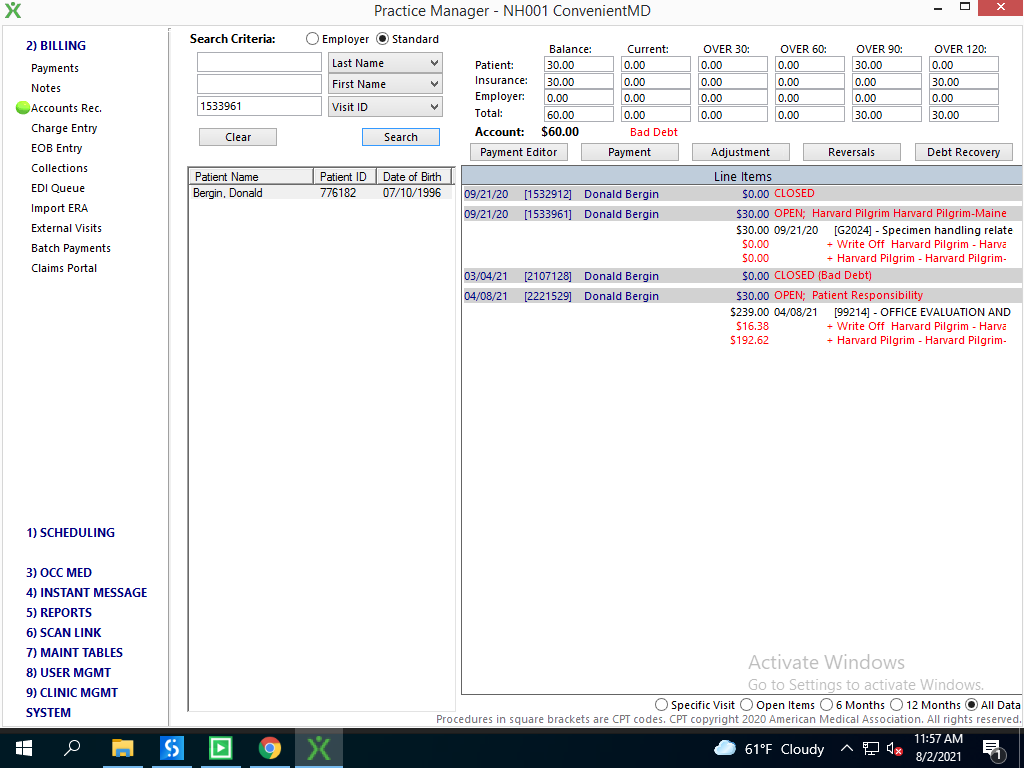 Practice Manager - NH001 ConvenientMD
2) BILLING
Payments
Notes
Accounts Rec.
Charge Entry
EOB Entry
Collections
EDI Queue
Import ERA
External Visits
Batch Payments
Claims Portal
1) SCHEDULING
3) OCC MED
4) INSTANT MESSAGE
5) REPORTS
6) SCAN LINK
7) MAINT TABLES
8) USER MGMT
9) CLINIC MGMT
SYSTEM
Search Criteria: Employer Standard
Last Name
First Name
1533961 Visit ID
Clear Search
Patient Name Patient ID Date of Birth
Bergin, Donald 776182 07/10/1996
Balance: Current: OVER 30: OVER 60: OVER 90: OVER 120:
Patient: 30.00 0.00 0.00 0.00 30.00 0.00
Insurance: 30.00 0.00 0.00 0.00 0.00 30.00
Employer: 0.00 0.00 0.00 0.00 0.00 0.00
Total: 60.00 0.00 0.00 0.00 30.00 30.00
Account: $60.00 Bad Debt
Payment Editor Payment Adjustment Reversals Debt Recovery
Line Items
09/21/20 [1532912] Donald Bergin $0.00 CLOSED
09/21/20 [1533961] Donald Bergin $30.00 OPEN; Harvard Pilgrim Harvard Pilgrim-Maine
$30.00 09/21/20 [G2024] - Specimen handling relate
$0.00 + Write Off Harvard Pilgrim - Harva
$0.00 + Harvard Pilgrim - Harvard Pilgrim-
03/04/21 [2107128] Donald Bergin $0.00 CLOSED (Bad Debt)
04/08/21 [2221529] Donald Bergin $30.00 OPEN; Patient Responsibility
$239.00 04/08/21 [99214] - OFFICE EVALUATION AND
$16.38 + Write Off Harvard Pilgrim - Harva
$192.62 + Harvard Pilgrim - Harvard Pilgrim-
Activate Windows
Go to Settings to activate Windows.
Specific Visit Open Items 6 Months 12 Months All Data
Procedures in square brackets are CPT codes. CPT copyright 2020 American Medical Association. All rights reserved.
61°F Cloudy
11:57 AM
8/2/2021
1